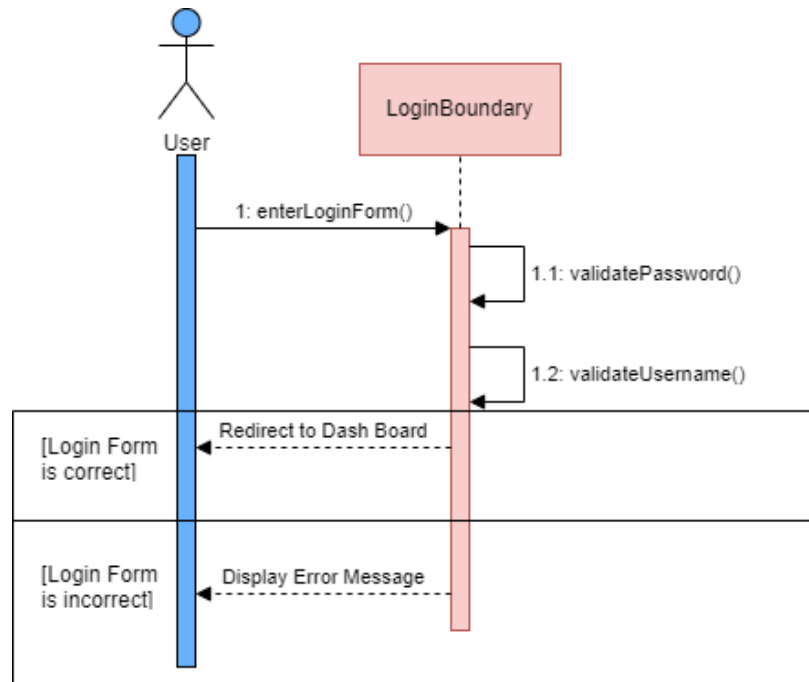 User
LoginBoundary
1: enterLoginForm()
1.1: validatePassword()
1.2: validateUsername()
Redirect to Dash Board
[Login Form
is correct]
Display Error Message
[Login Form
is incorrect]